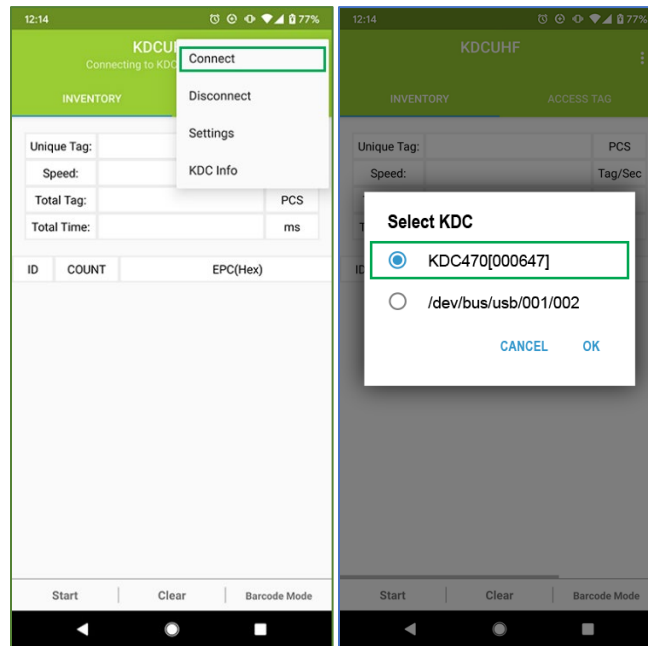 12:14
77%
KDCU
Connecting to KDC
Connect
Disconnect
Settings
KDC Info
INVENTORY
Unique Tag:
Speed:
Total Tag:
PCS
Total Time:
ms
ID COUNT EPC(Hex)
Start Clear Barcode Mode
12:14
77%
KDCUHF
INVENTORY ACCESS TAG
Unique Tag:
PCS
Speed:
Tag/Sec
Select KDC
KDC470[000647]
/dev/bus/usb/001/002
CANCEL OK
ID
Start Clear Barcode Mode